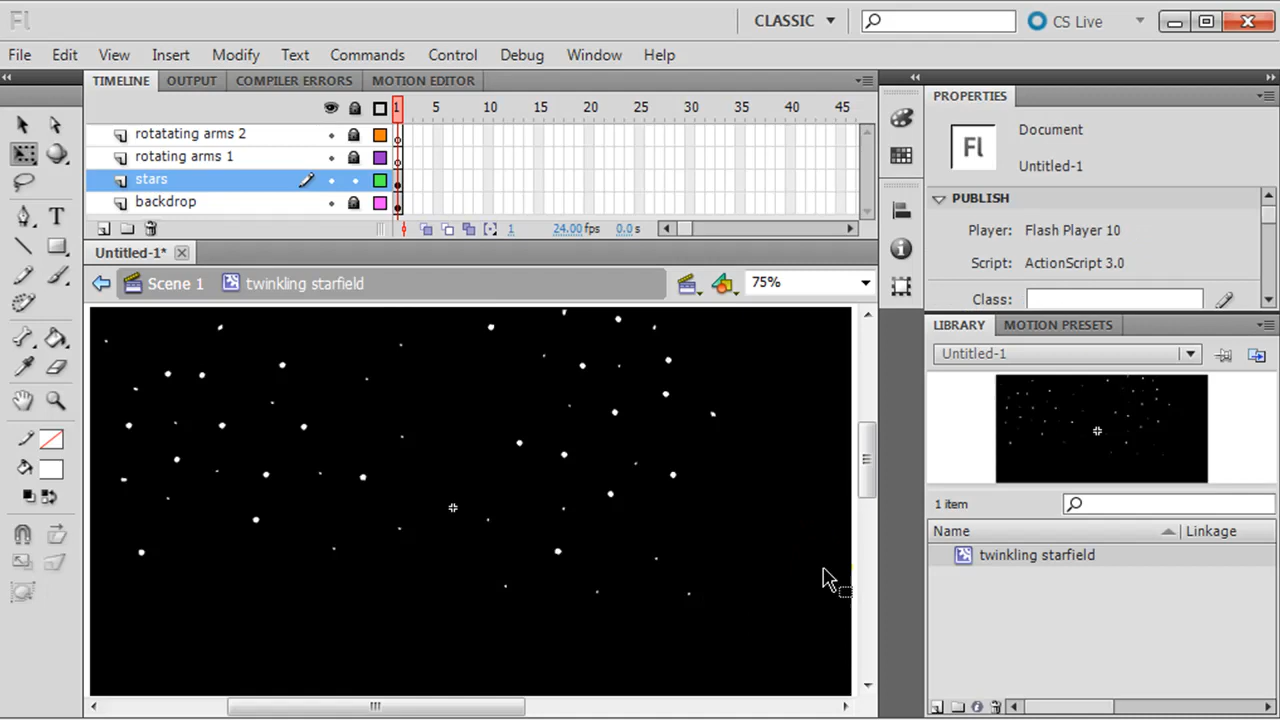 Fl CLASSIC CS Live
File Edit View Insert Modify Text Commands Control Debug Window Help
TIMELINE OUTPUT COMPILER ERRORS MOTION EDITOR
1 5 10 15 20 25 30 35 40 45
rotatating arms 2
rotating arms 1
stars
backdrop
1 24.00 fps 0.0 s
Untitled-1*
Scene 1 twinkling starfield 75%
T
PROPERTIES
Fl
Document
Untitled-1
PUBLISH
Player: Flash Player 10
Script: ActionScript 3.0
Class:
LIBRARY MOTION PRESETS
Untitled-1
1 item
Name Linkage
twinkling starfield